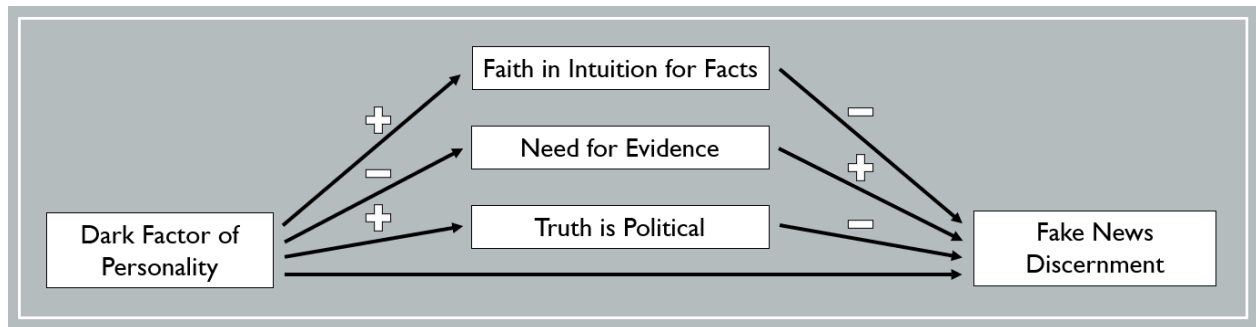 Faith in Intuition for Facts
+
−
Need for Evidence
−
+
+
Truth is Political
−
Dark Factor of
Personality
Fake News
Discernment